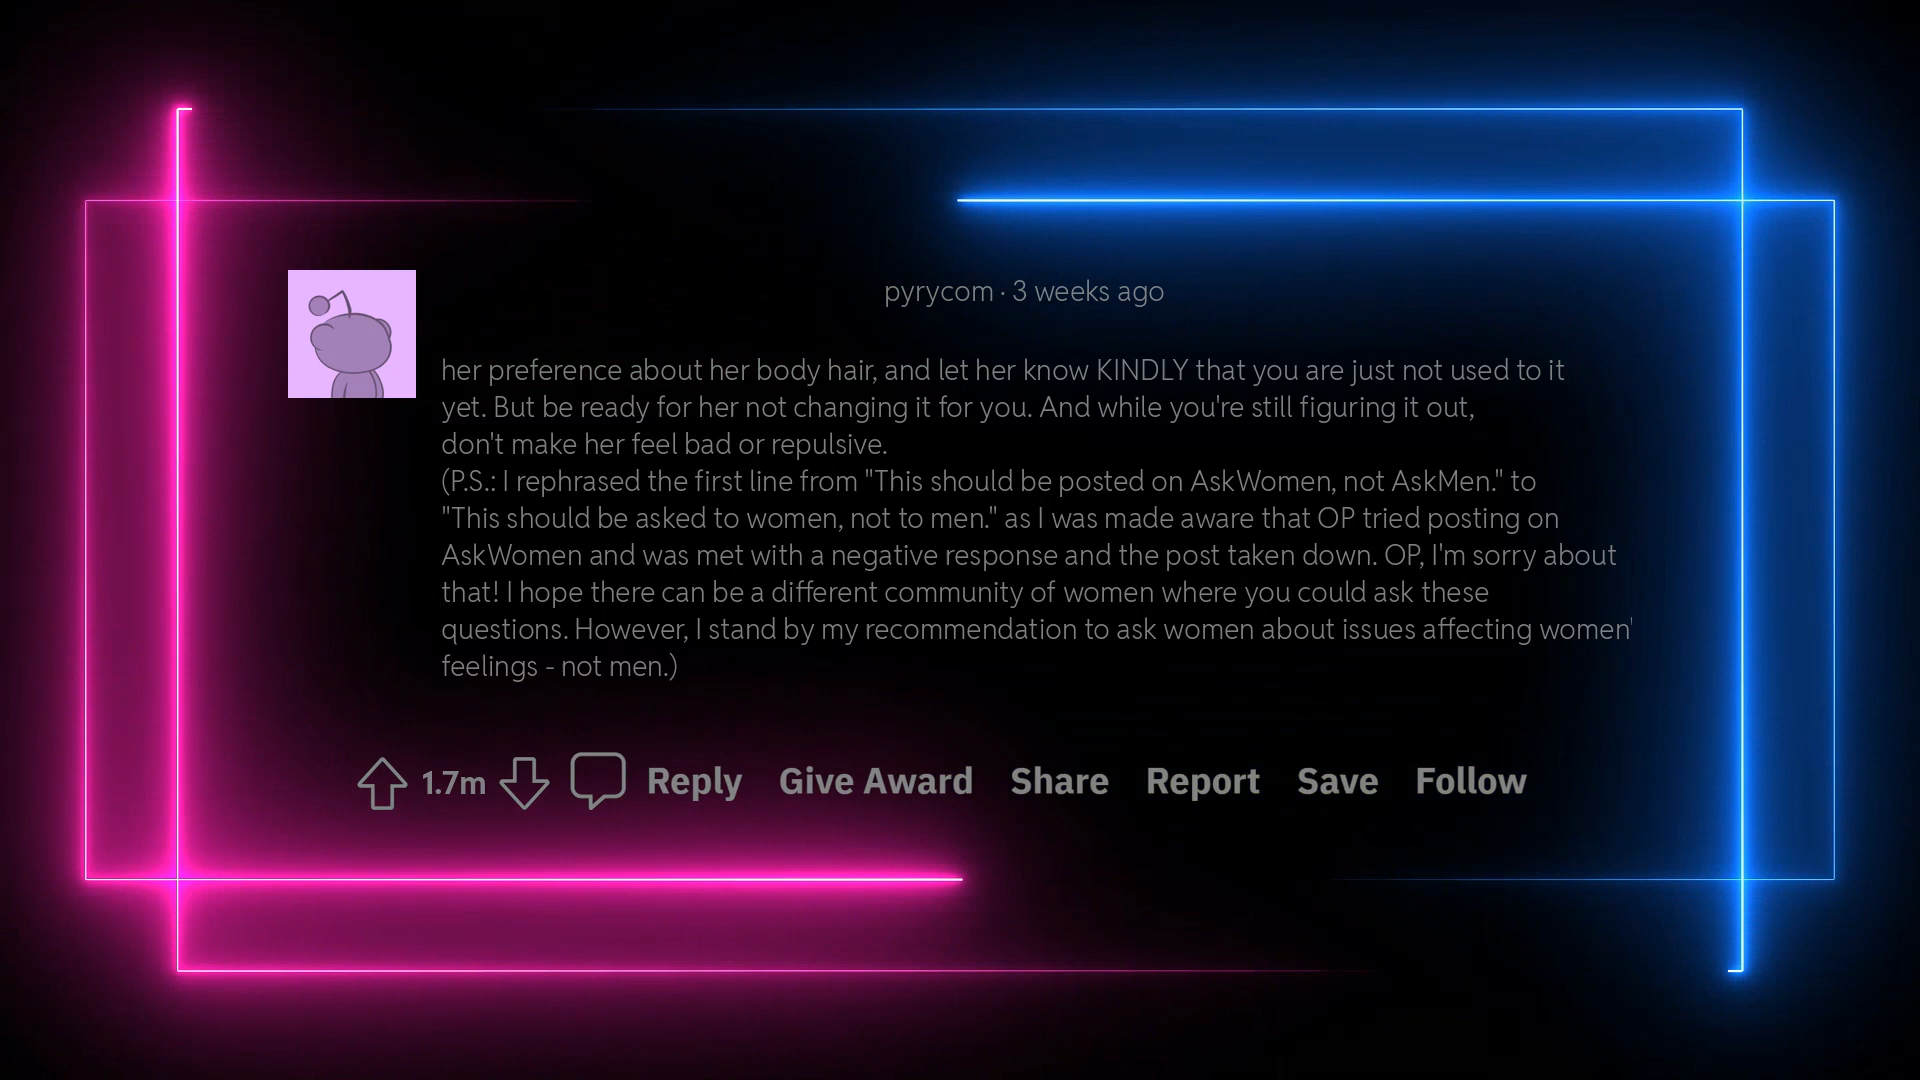 pyrycom · 3 weeks ago
her preference about her body hair, and let her know KINDLY that you are just not used to it
yet. But be ready for her not changing it for you. And while you're still figuring it out,
don't make her feel bad or repulsive.
(P.S.: I rephrased the first line from "This should be posted on AskWomen, not AskMen." to
"This should be asked to women, not to men." as I was made aware that OP tried posting on
AskWomen and was met with a negative response and the post taken down. OP, I'm sorry about
that! I hope there can be a different community of women where you could ask these
questions. However, I stand by my recommendation to ask women about issues affecting women'
feelings - not men.)
1.7m Reply Give Award Share Report Save Follow